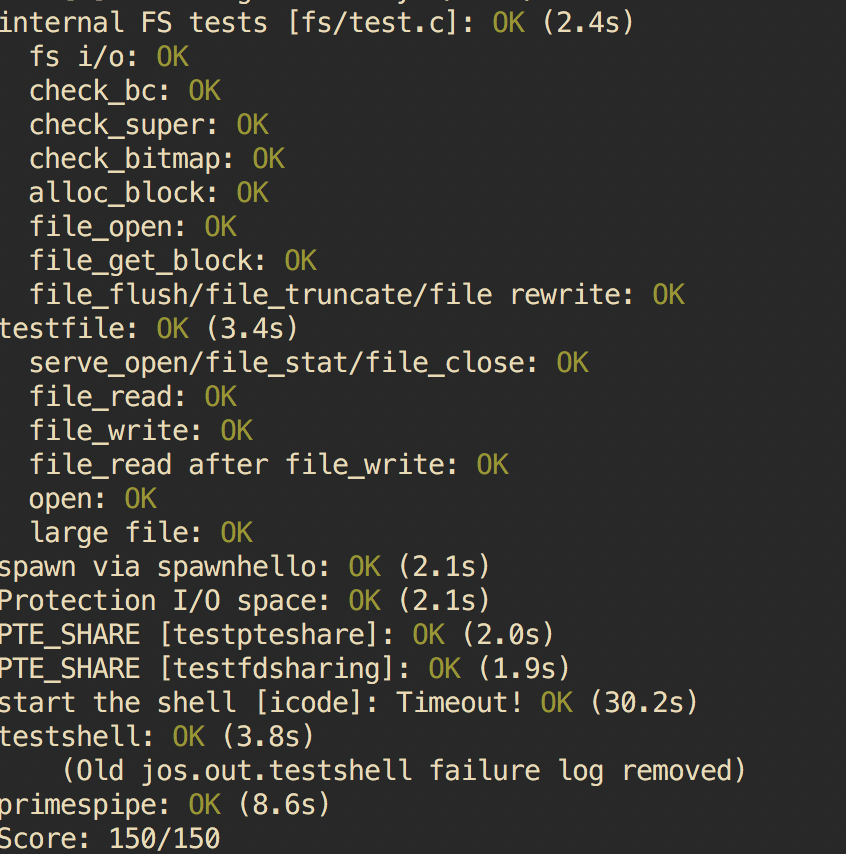 internal FS tests [fs/test.c]: OK (2.4s)
fs i/o: OK
check_bc: OK
check_super: OK
check_bitmap: OK
alloc_block: OK
file_open: OK
file_get_block: OK
file_flush/file_truncate/file rewrite: OK
testfile: OK (3.4s)
serve_open/file_stat/file_close: OK
file_read: OK
file_write: OK
file_read after file_write: OK
open: OK
large file: OK
spawn via spawnhello: OK (2.1s)
Protection I/O space: OK (2.1s)
PTE_SHARE [testpteshare]: OK (2.0s)
PTE_SHARE [testfdsharing]: OK (1.9s)
start the shell [icode]: Timeout! OK (30.2s)
testshell: OK (3.8s)
(Old jos.out.testshell failure log removed)
primespipe: OK (8.6s)
Score: 150/150